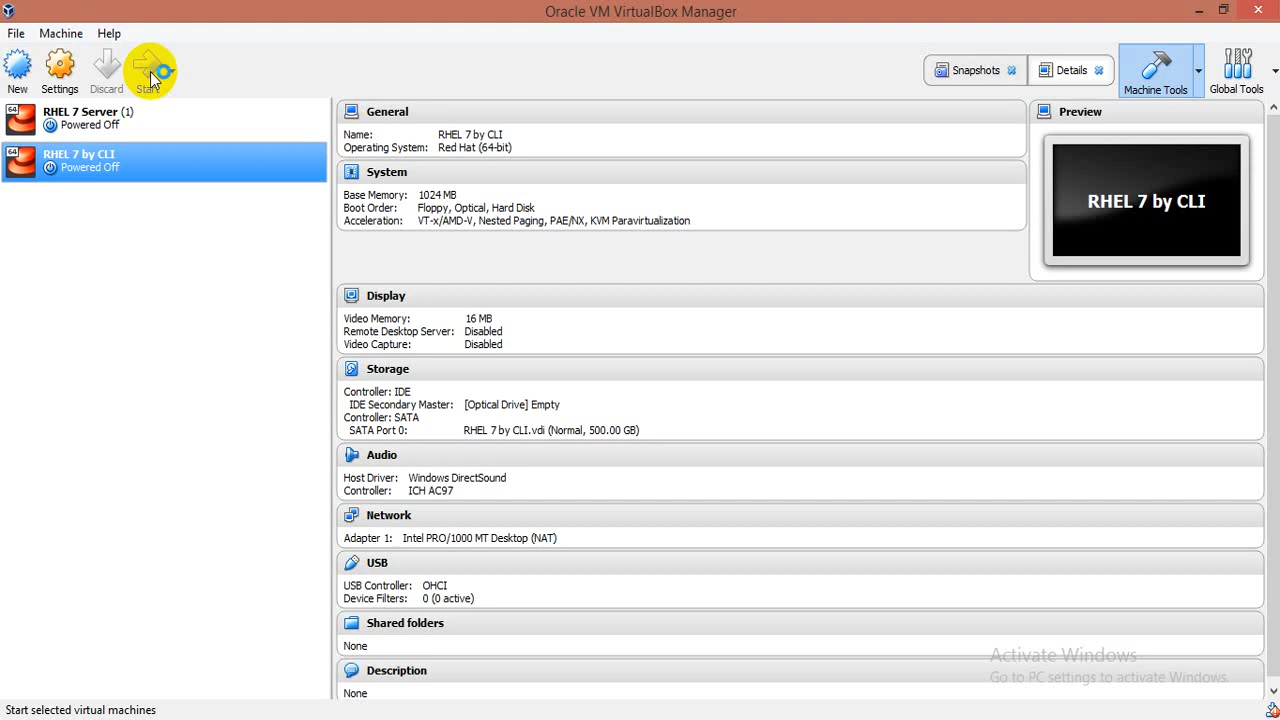 Oracle VM VirtualBox Manager
File Machine Help
New Settings Discard Start
Snapshots Details Machine Tools Global Tools
64 RHEL 7 Server (1)
Powered Off
64 RHEL 7 by CLI
Powered Off
General
Name: RHEL 7 by CLI
Operating System: Red Hat (64-bit)
System
Base Memory: 1024 MB
Boot Order: Floppy, Optical, Hard Disk
Acceleration: VT-x/AMD-V, Nested Paging, PAE/NX, KVM Paravirtualization
Preview
RHEL 7 by CLI
Display
Video Memory: 16 MB
Remote Desktop Server: Disabled
Video Capture: Disabled
Storage
Controller: IDE
IDE Secondary Master: [Optical Drive] Empty
Controller: SATA
SATA Port 0: RHEL 7 by CLI.vdi (Normal, 500.00 GB)
Audio
Host Driver: Windows DirectSound
Controller: ICH AC97
Network
Adapter 1: Intel PRO/1000 MT Desktop (NAT)
USB
USB Controller: OHCI
Device Filters: 0 (0 active)
Shared folders
None
Description
None
Activate Windows
Go to PC settings to activate Windows.
Start selected virtual machines